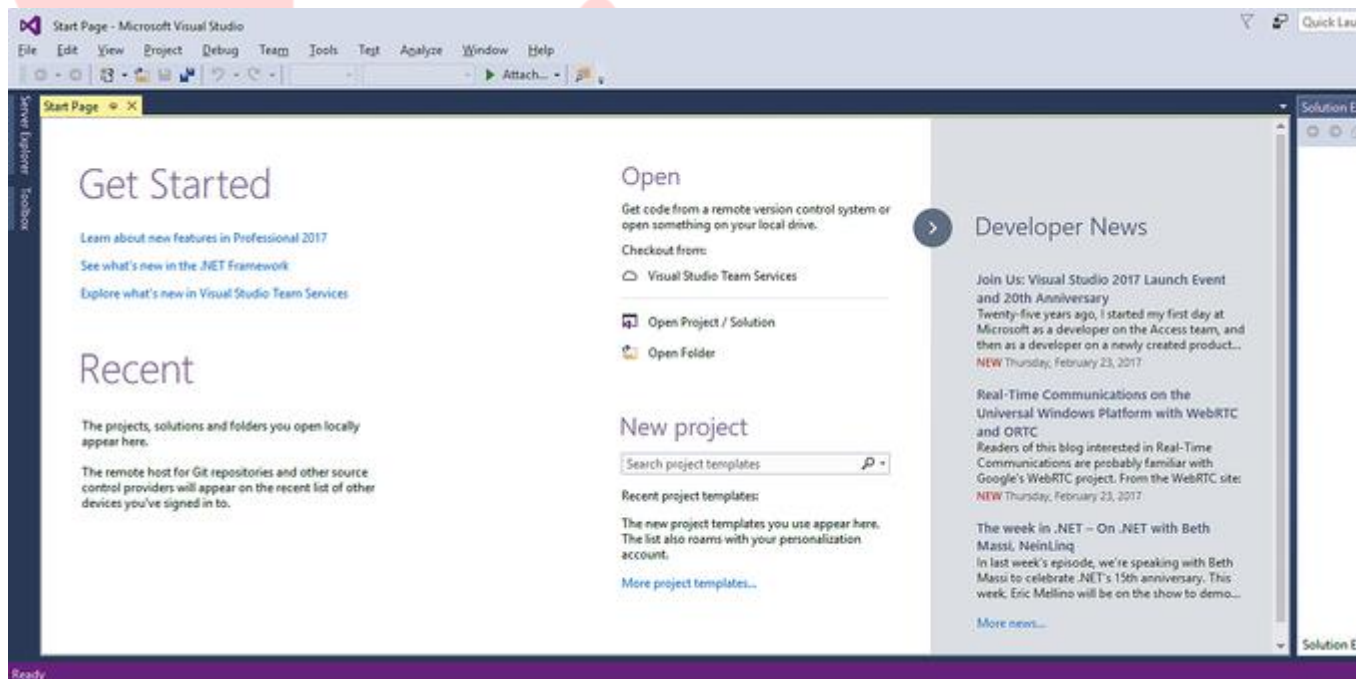 Start Page - Microsoft Visual Studio
Quick Lau
File Edit View Project Debug Team Tools Test Analyze Window Help
Attach...
Server Explorer
Toolbox
Start Page
Get Started
Learn about new features in Professional 2017
See what's new in the .NET Framework
Explore what's new in Visual Studio Team Services
Recent
The projects, solutions and folders you open locally
appear here.
The remote host for Git repositories and other source
control providers will appear on the recent list of other
devices you've signed in to.
Open
Get code from a remote version control system or
open something on your local drive.
Checkout from:
Visual Studio Team Services
Open Project / Solution
Open Folder
New project
Search project templates
Recent project templates:
The new project templates you use appear here.
The list also roams with your personalization
account.
More project templates...
Developer News
Join Us: Visual Studio 2017 Launch Event
and 20th Anniversary
Twenty-five years ago, I started my first day at
Microsoft as a developer on the Access team, and
then as a developer on a newly created product...
NEW Thursday, February 23, 2017
Real-Time Communications on the
Universal Windows Platform with WebRTC
and ORTC
Readers of this blog interested in Real-Time
Communications are probably familiar with
Google's WebRTC project. From the WebRTC site:
NEW Thursday, February 23, 2017
The week in .NET – On .NET with Beth
Massi, NeinLinq
In last week's episode, we're speaking with Beth
Massi to celebrate .NET's 15th anniversary. This
week, Eric Mellino will be on the show to demo...
More news...
Solution E
Solution E
Ready